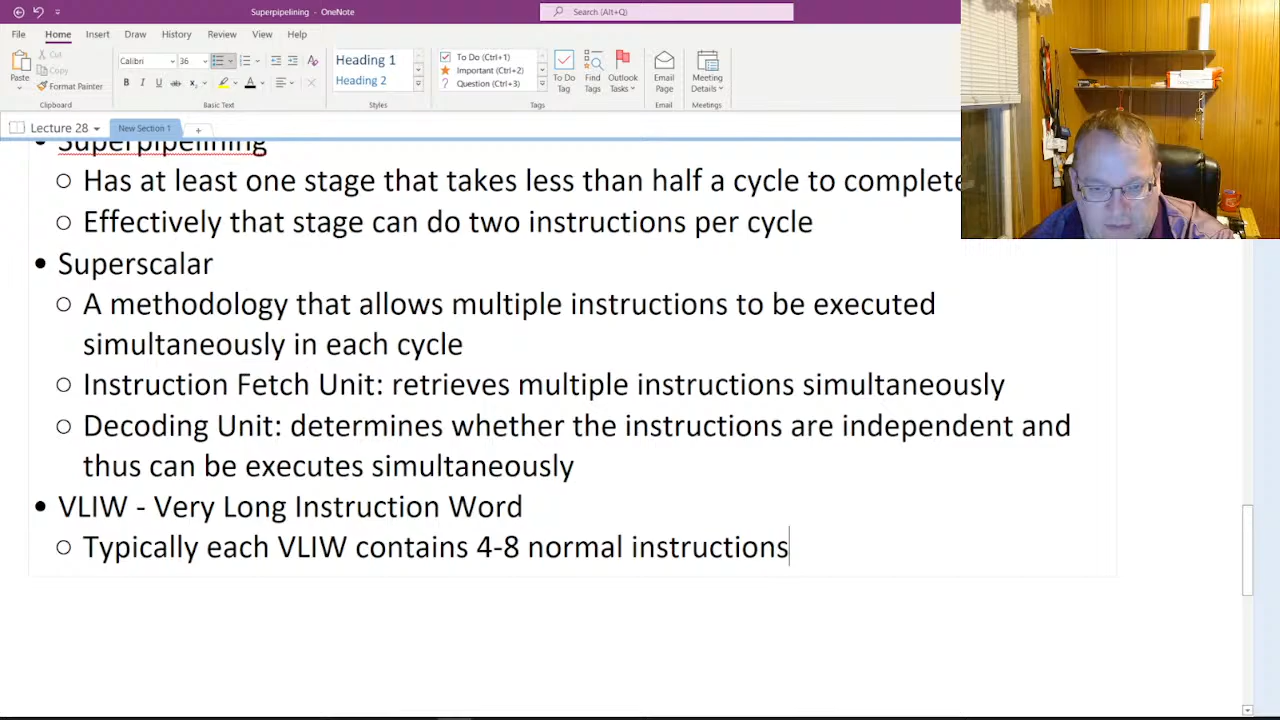 Superpipelining - OneNote
Search (Alt+Q)
File Home Insert Draw History Review View Help
Paste
Cut
Copy
Format Painter
Clipboard
Calibri 36
B I U ab
Basic Text
Heading 1
Heading 2
Styles
To Do (Ctrl+1)
Important (Ctrl+2)
Question (Ctrl+3)
Tags
To Do Tag
Find Tags
Outlook Tasks
Email Page
Email
Meeting Details
Meetings
Lecture 28
New Section 1
Superpipelining
Has at least one stage that takes less than half a cycle to complete
Effectively that stage can do two instructions per cycle
Superscalar
A methodology that allows multiple instructions to be executed
simultaneously in each cycle
Instruction Fetch Unit: retrieves multiple instructions simultaneously
Decoding Unit: determines whether the instructions are independent and
thus can be executes simultaneously
VLIW - Very Long Instruction Word
Typically each VLIW contains 4-8 normal instructions